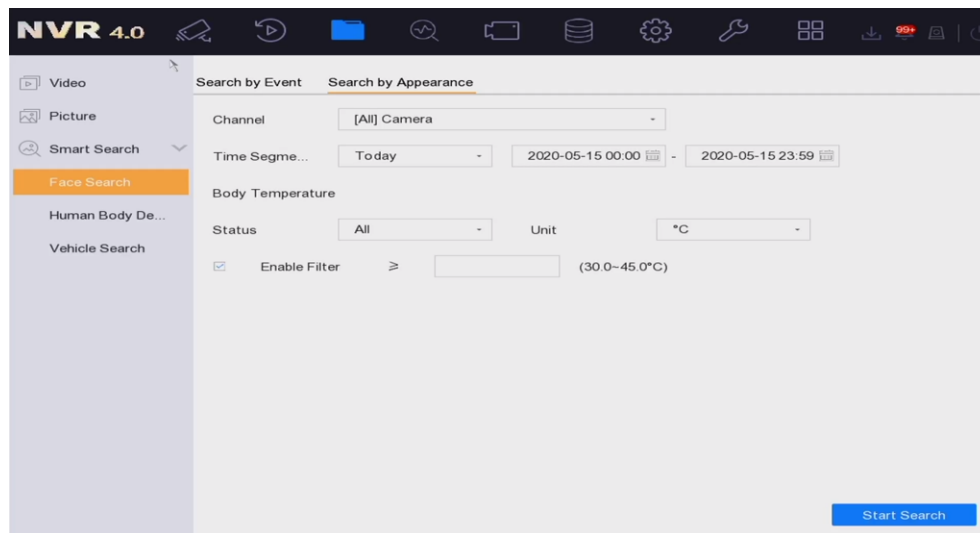 NVR 4.0
99+
Video
Picture
Smart Search
Face Search
Human Body De...
Vehicle Search
Search by Event Search by Appearance
Channel [All] Camera
Time Segme... Today 2020-05-15 00:00 - 2020-05-15 23:59
Body Temperature
Status All Unit °C
Enable Filter ≥ (30.0~45.0°C)
Start Search